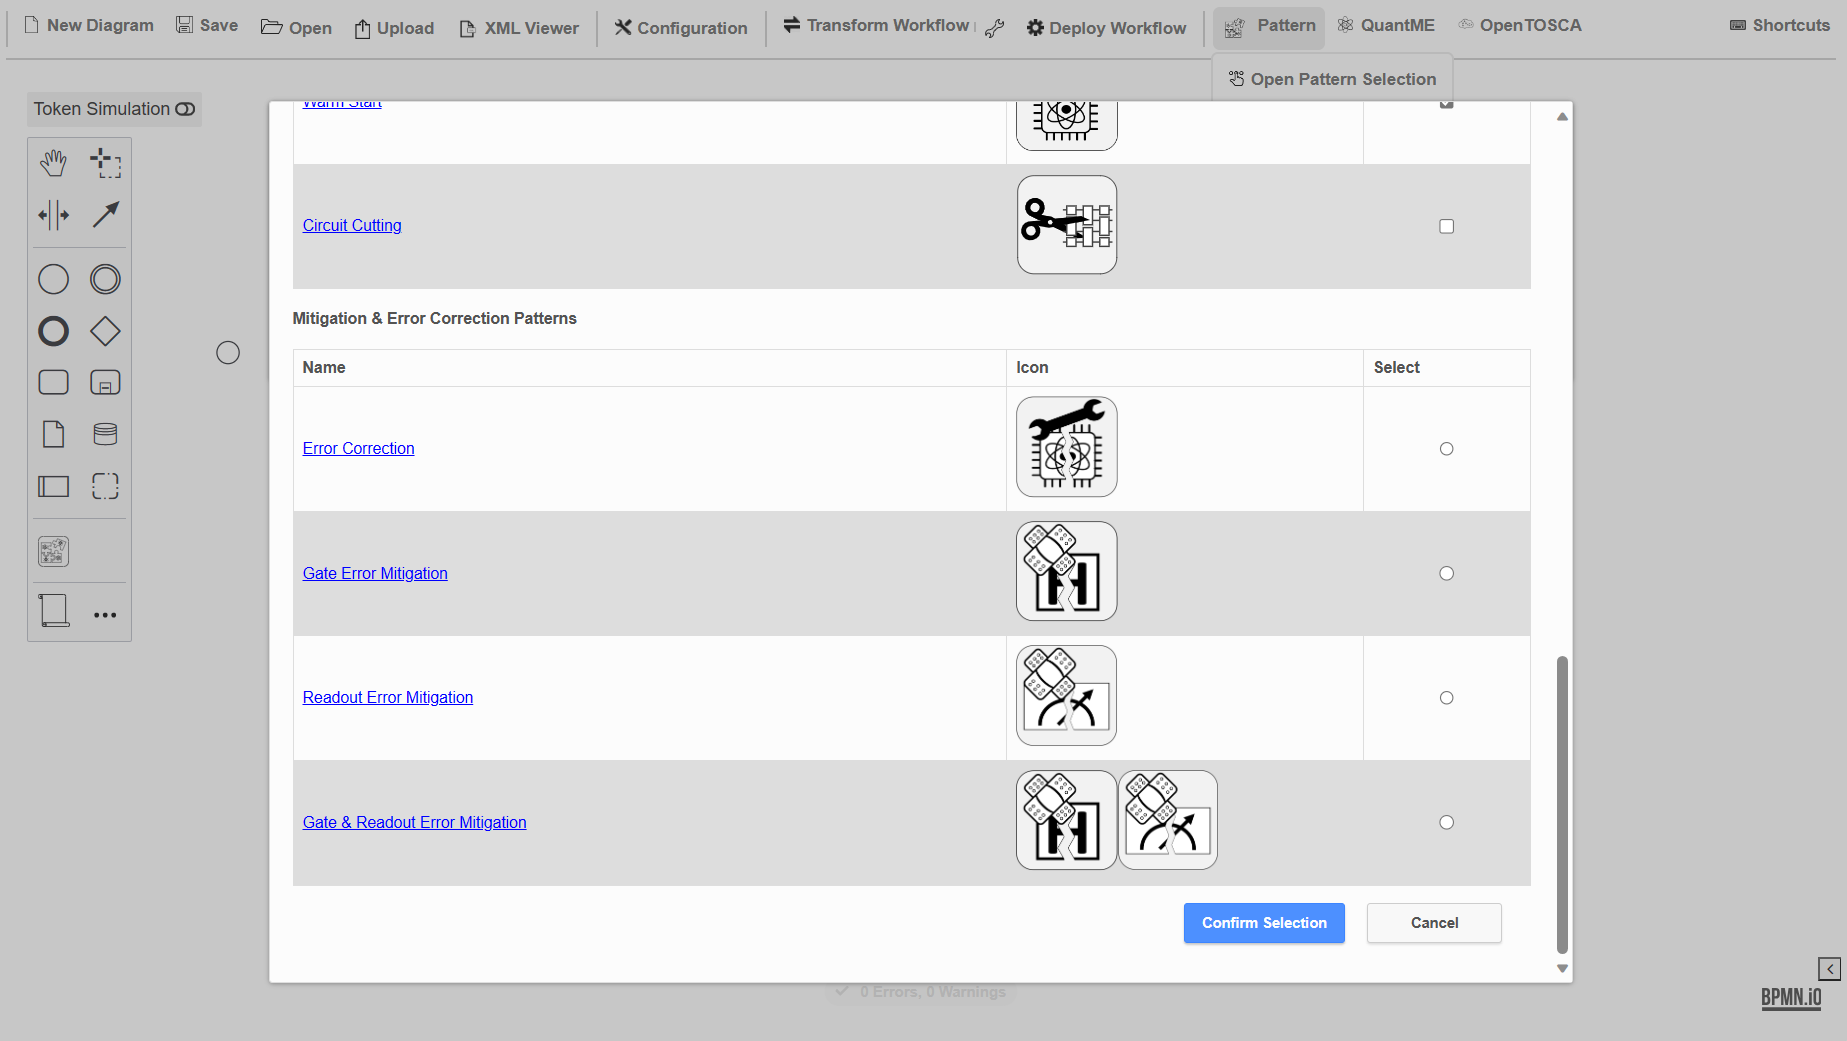 New Diagram
Save
Open
Upload
XML Viewer
Configuration
Transform Workflow
Deploy Workflow
Pattern
QuantME
OpenTOSCA
Shortcuts
Open Pattern Selection
Token Simulation
Warm Start
Circuit Cutting
Mitigation & Error Correction Patterns
Name Icon Select
Error Correction
Gate Error Mitigation
Readout Error Mitigation
Gate & Readout Error Mitigation
Confirm Selection
Cancel
0 Errors, 0 Warnings
BPMN.iO